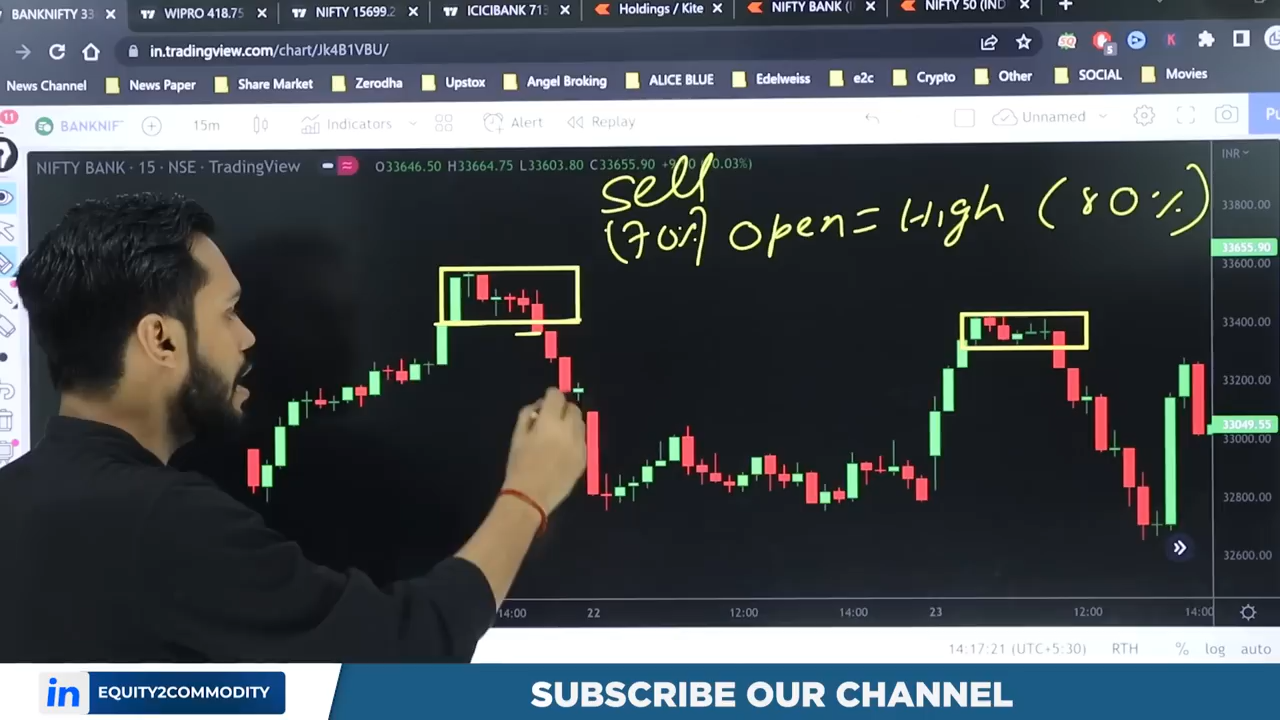 BANKNIFTY 33
WIPRO 418.75
NIFTY 15699.2
ICICIBANK 713
Holdings / Kite
NIFTY BANK (I
NIFTY 50 (IND
in.tradingview.com/chart/Jk4B1VBU/
News Channel
News Paper
Share Market
Zerodha
Upstox
Angel Broking
ALICE BLUE
Edelweiss
e2c
Crypto
Other
SOCIAL
Movies
11
BANKNIF
15m
Indicators
Alert
Replay
Unnamed
Pu
NIFTY BANK · 15 · NSE · TradingView
O33646.50 H33664.75 L33603.80 C33655.90
INR
sell
(70%) open = High (80%)
33800.00
33655.90
33600.00
33400.00
33200.00
33049.55
33000.00
32800.00
32600.00
14:00 22 12:00 14:00 23 12:00 14:00
14:17:21 (UTC+5:30) RTH % log auto
in EQUITY2COMMODITY
SUBSCRIBE OUR CHANNEL